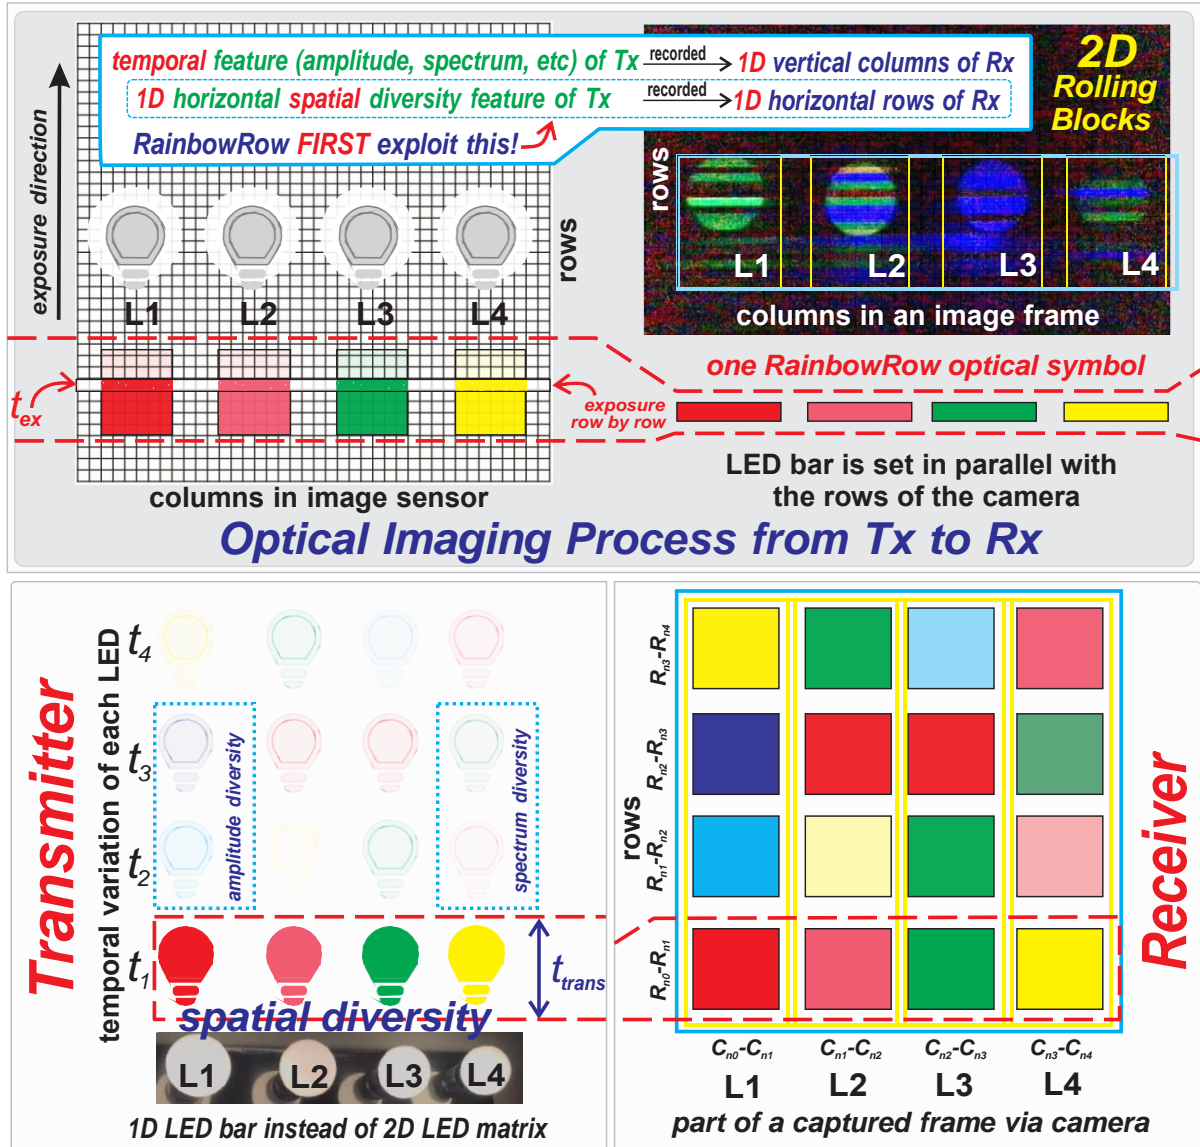 temporal feature (amplitude, spectrum, etc) of Tx recorded 1D vertical columns of Rx
1D horizontal spatial diversity feature of Tx recorded 1D horizontal rows of Rx
RainbowRow FIRST exploit this!
2D
Rolling
Blocks
exposure direction
rows
rows
L1 L2 L3 L4
L1 L2 L3 L4
columns in an image frame
one RainbowRow optical symbol
tex
exposure
row by row
LED bar is set in parallel with
the rows of the camera
columns in image sensor
Optical Imaging Process from Tx to Rx
Transmitter
temporal variation of each LED
t4
t3
t2
t1
amplitude diversity
spectrum diversity
ttrans
spatial diversity
L1 L2 L3 L4
1D LED bar instead of 2D LED matrix
rows
Rn3-Rn4
Rn2-Rn3
Rn1-Rn2
Rn0-Rn1
Receiver
Cn0-Cn1 Cn1-Cn2 Cn2-Cn3 Cn3-Cn4
L1 L2 L3 L4
part of a captured frame via camera